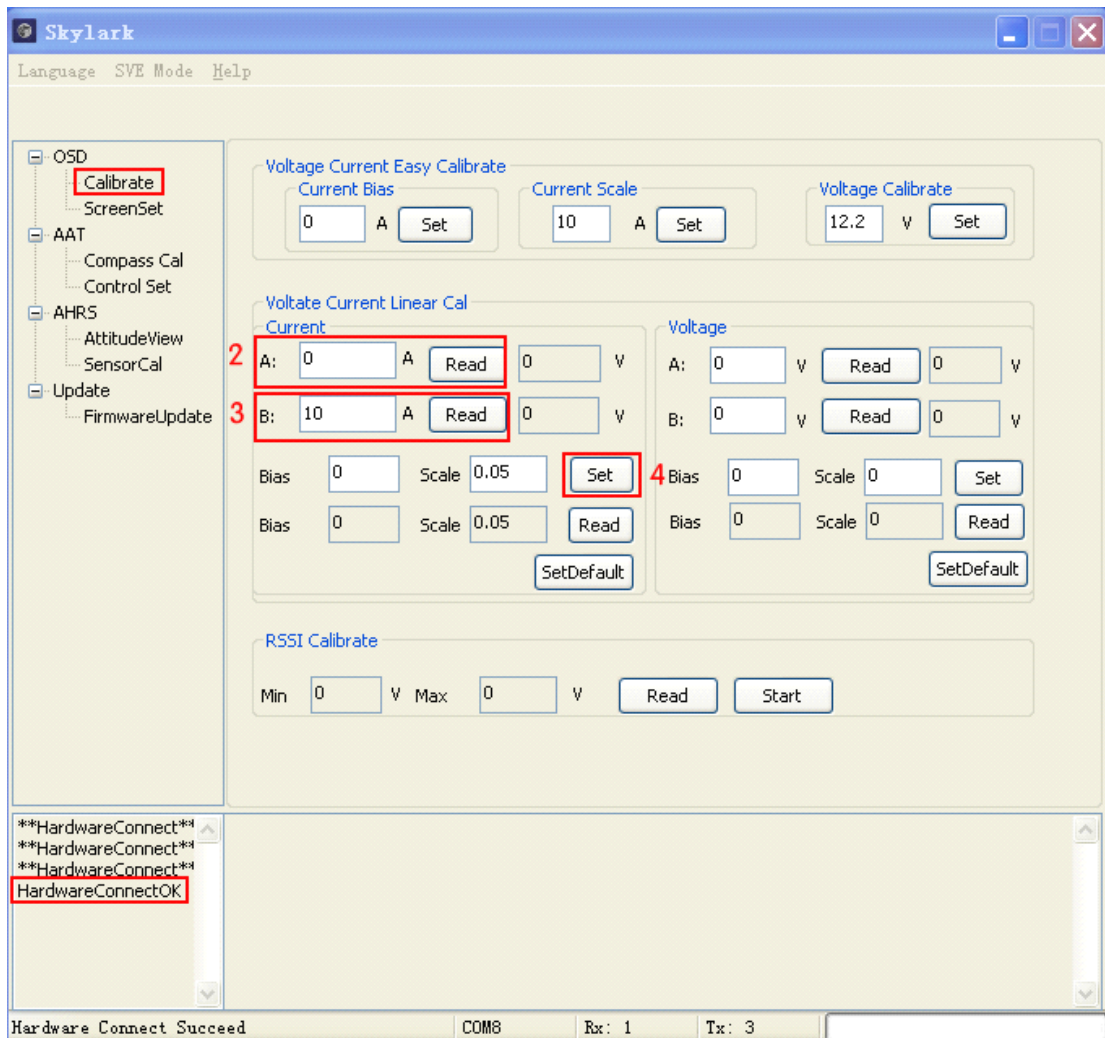 Skylark
Language SVE Mode Help
OSD
Calibrate
ScreenSet
AAT
Compass Cal
Control Set
AHRS
AttitudeView
SensorCal
Update
FirmwareUpdate
Voltage Current Easy Calibrate
Current Bias
0 A Set
Current Scale
10 A Set
Voltage Calibrate
12.2 V Set
Voltate Current Linear Cal
Current
2 A: 0 A Read 0 V
3 B: 10 A Read 0 V
Bias 0 Scale 0.05 Set 4
Bias 0 Scale 0.05 Read
SetDefault
Voltage
A: 0 V Read 0 V
B: 0 V Read 0 V
Bias 0 Scale 0 Set
Bias 0 Scale 0 Read
SetDefault
RSSI Calibrate
Min 0 V Max 0 V Read Start
**HardwareConnect**
**HardwareConnect**
**HardwareConnect**
HardwareConnectOK
Hardware Connect Succeed COM8 Rx: 1 Tx: 3